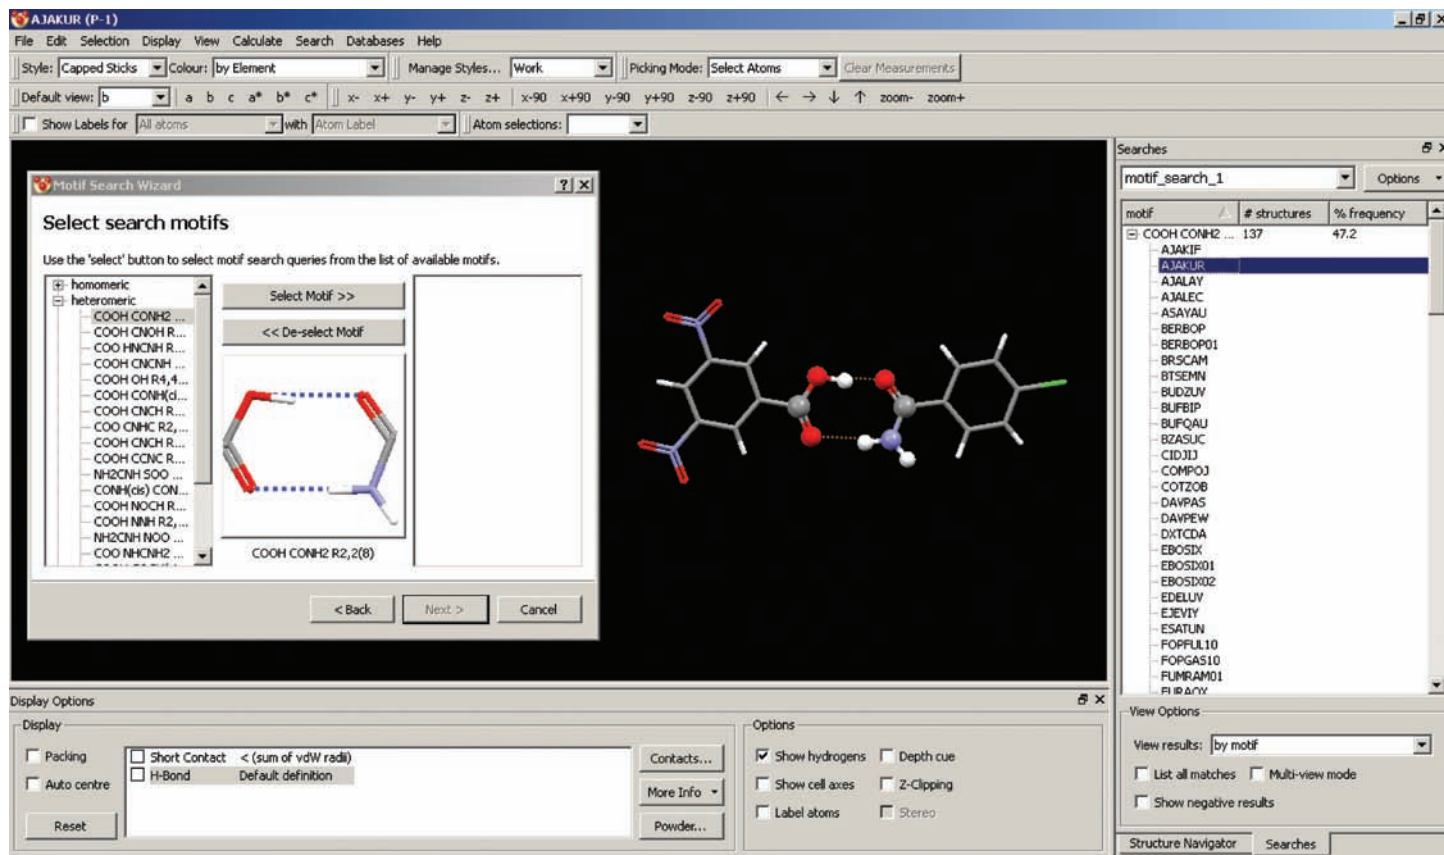 AJAKUR (P-1)
File Edit Selection Display View Calculate Search Databases Help
Style: Capped Sticks Colour: by Element Manage Styles... Work Picking Mode: Select Atoms Clear Measurements
Default view: b a b c a* b* c* x- x+ y- y+ z- z+ x-90 x+90 y-90 y+90 z-90 z+90 ← → ↓ ↑ zoom- zoom+
Show Labels for All atoms with Atom Label Atom selections:
Motif Search Wizard
Select search motifs
Use the 'select' button to select motif search queries from the list of available motifs.
homomeric
heteromeric
COOH CONH2 ...
COOH CNOH R...
COO HNCNH R...
COOH CNCNH ...
COOH OH R4,4...
COOH CONH(ci...
COOH CNCH R...
COO CNHC R2,...
COOH CNCH R...
COOH CCNC R...
NH2CNH SOO ...
CONH(cis) CON...
COOH NOCH R...
COOH NNH R2,...
NH2CNH NOO ...
COO NHCNH2 ...
Select Motif >>
<< De-select Motif
COOH CONH2 R2,2(8)
< Back Next > Cancel
Searches
motif_search_1 Options
motif # structures % frequency
COOH CONH2 ... 137 47.2
AJAKIF
AJAKUR
AJALAY
AJALEC
ASAYAU
BERBOP
BERBOP01
BRSCAM
BTSEMN
BUDZUV
BUFBIP
BUFQAU
BZASUC
CIDJIJ
COMPOJ
COTZOB
DAVPAS
DAVPEW
DXTCDA
EBOSIX
EBOSIX01
EBOSIX02
EDELUV
EJEVIY
ESATUN
FOPFUL10
FOPGAS10
FUMRAM01
FURAOX
View Options
View results: by motif
List all matches Multi-view mode
Show negative results
Structure Navigator Searches
Display Options
Display
Packing
Auto centre
Reset
Short Contact < (sum of vdW radii)
H-Bond Default definition
Contacts...
More Info
Powder...
Options
Show hydrogens Depth cue
Show cell axes Z-Clipping
Label atoms Stereo